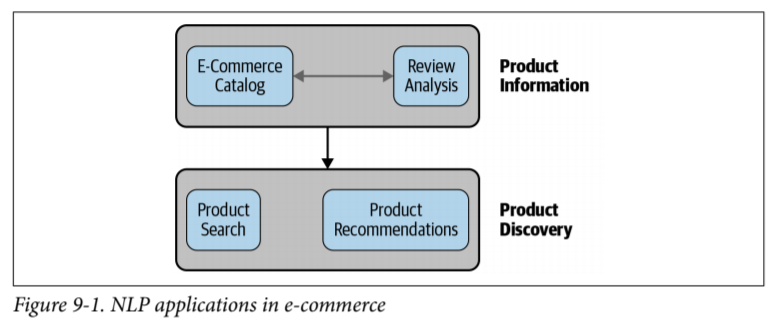 E-Commerce
Catalog
Review
Analysis
Product
Information
Product
Search
Product
Recommendations
Product
Discovery
Figure 9-1. NLP applications in e-commerce